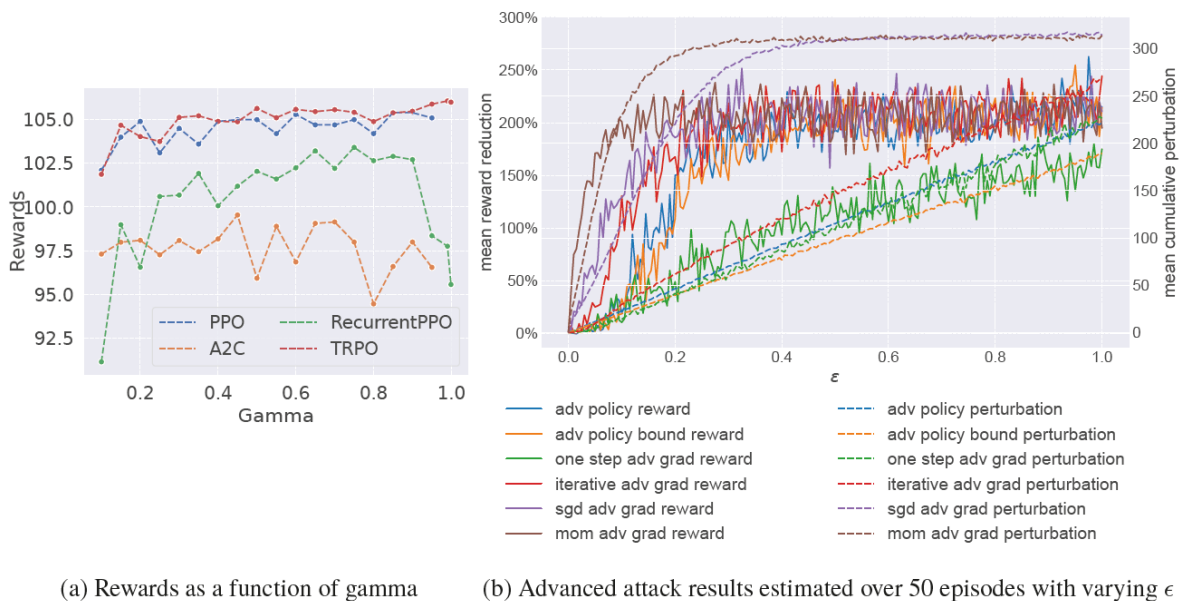 105.0
102.5
100.0
97.5
95.0
92.5
Rewards
PPO
A2C
RecurrentPPO
TRPO
0.2
0.4
0.6
0.8
1.0
Gamma
300%
250%
200%
150%
100%
50%
0%
mean reward reduction
300
250
200
150
100
50
0
mean cumulative perturbation
0.0
0.2
0.4
0.6
0.8
1.0
ε
adv policy reward
adv policy bound reward
one step adv grad reward
iterative adv grad reward
sgd adv grad reward
mom adv grad reward
adv policy perturbation
adv policy bound perturbation
one step adv grad perturbation
iterative adv grad perturbation
sgd adv grad perturbation
mom adv grad perturbation
(a) Rewards as a function of gamma
(b) Advanced attack results estimated over 50 episodes with varying ϵ